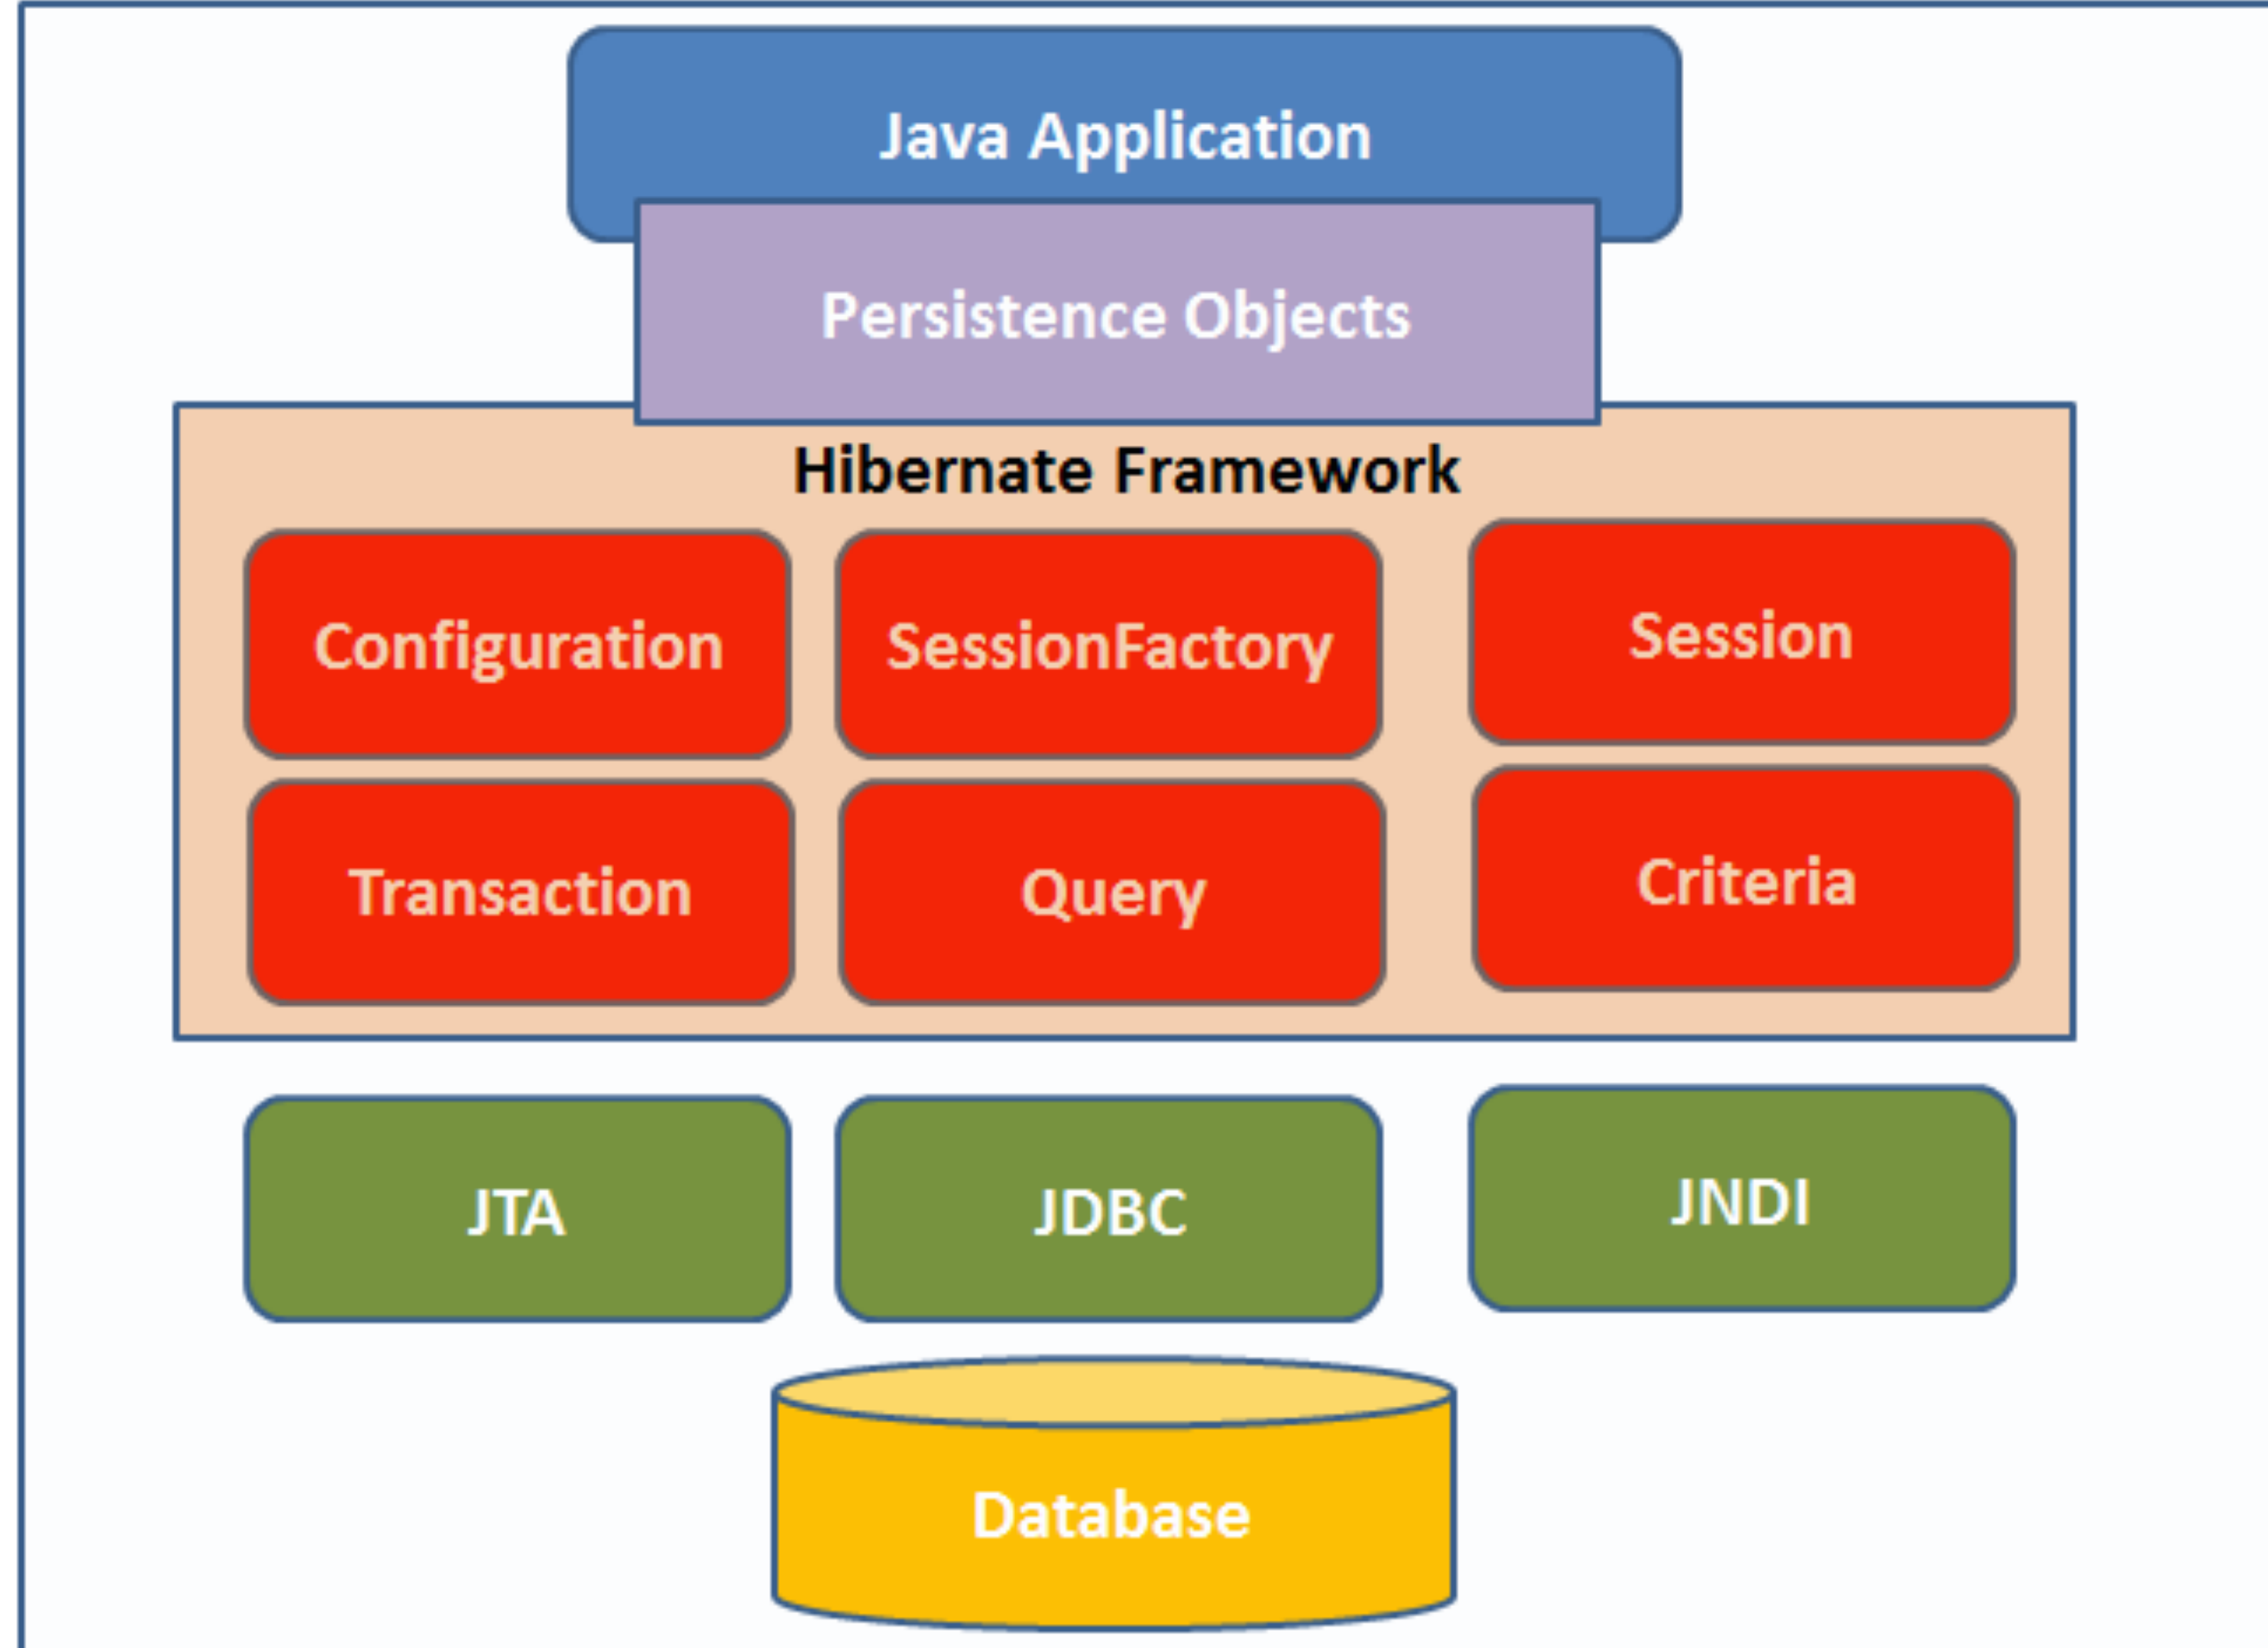 Java Application
Persistence Objects
Hibernate Framework
Configuration
SessionFactory
Session
Transaction
Query
Criteria
JTA
JDBC
JNDI
Database